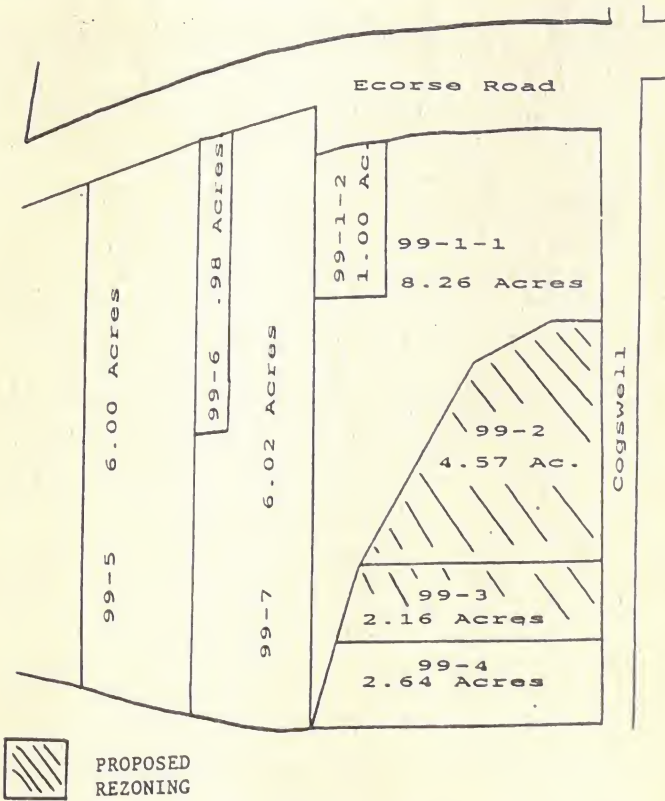 Ecorse Road
99-1-2
1.00 Ac.
99-1-1
8.26 Acres
99-6 .98 Acres
99-5 6.00 Acres
99-7 6.02 Acres
99-2
4.57 Ac.
Cogswell
99-3
2.16 Acres
99-4
2.64 Acres
PROPOSED
REZONING